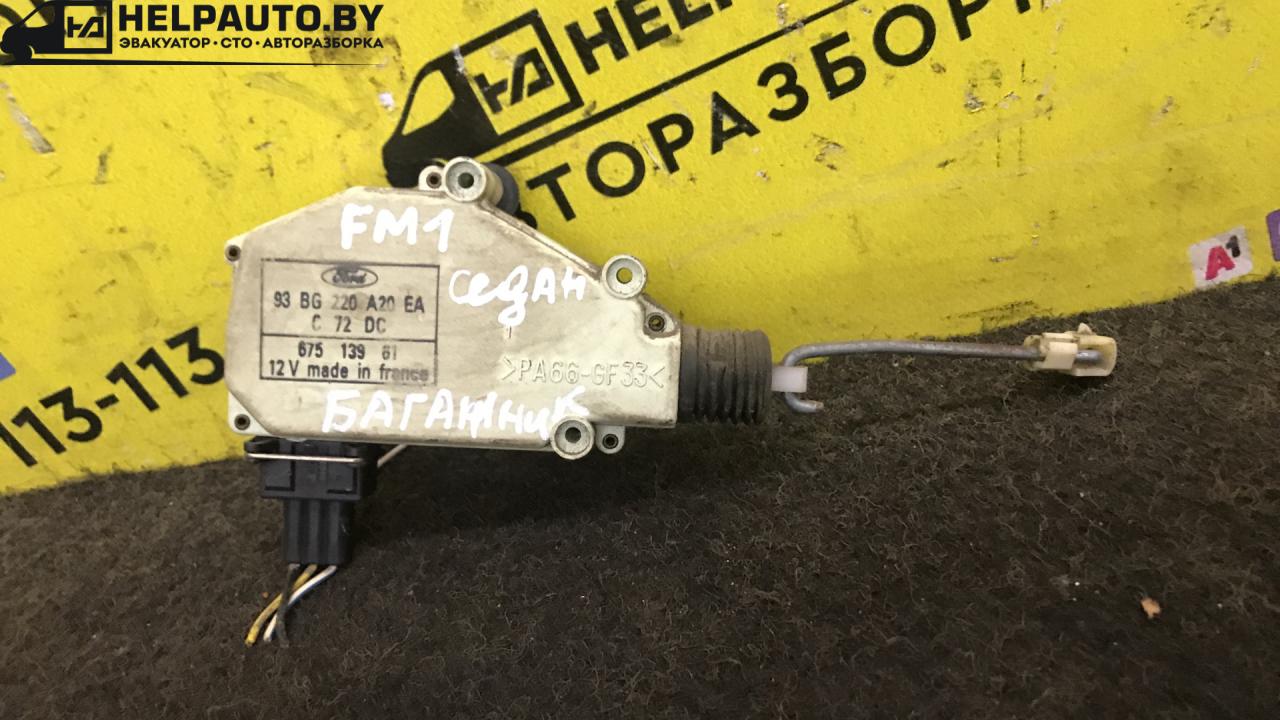 HELPAUTO.BY
ЭВАКУАТОР · СТО · АВТОРАЗБОРКА
HEL
ТОРАЗБОР
113-113
A1
FM1
седан
Ford
93 BG 220 A20 EA
C 72 DC
675 139 61
12V made in france
>PA66-GF33<
БАГАЖНИК